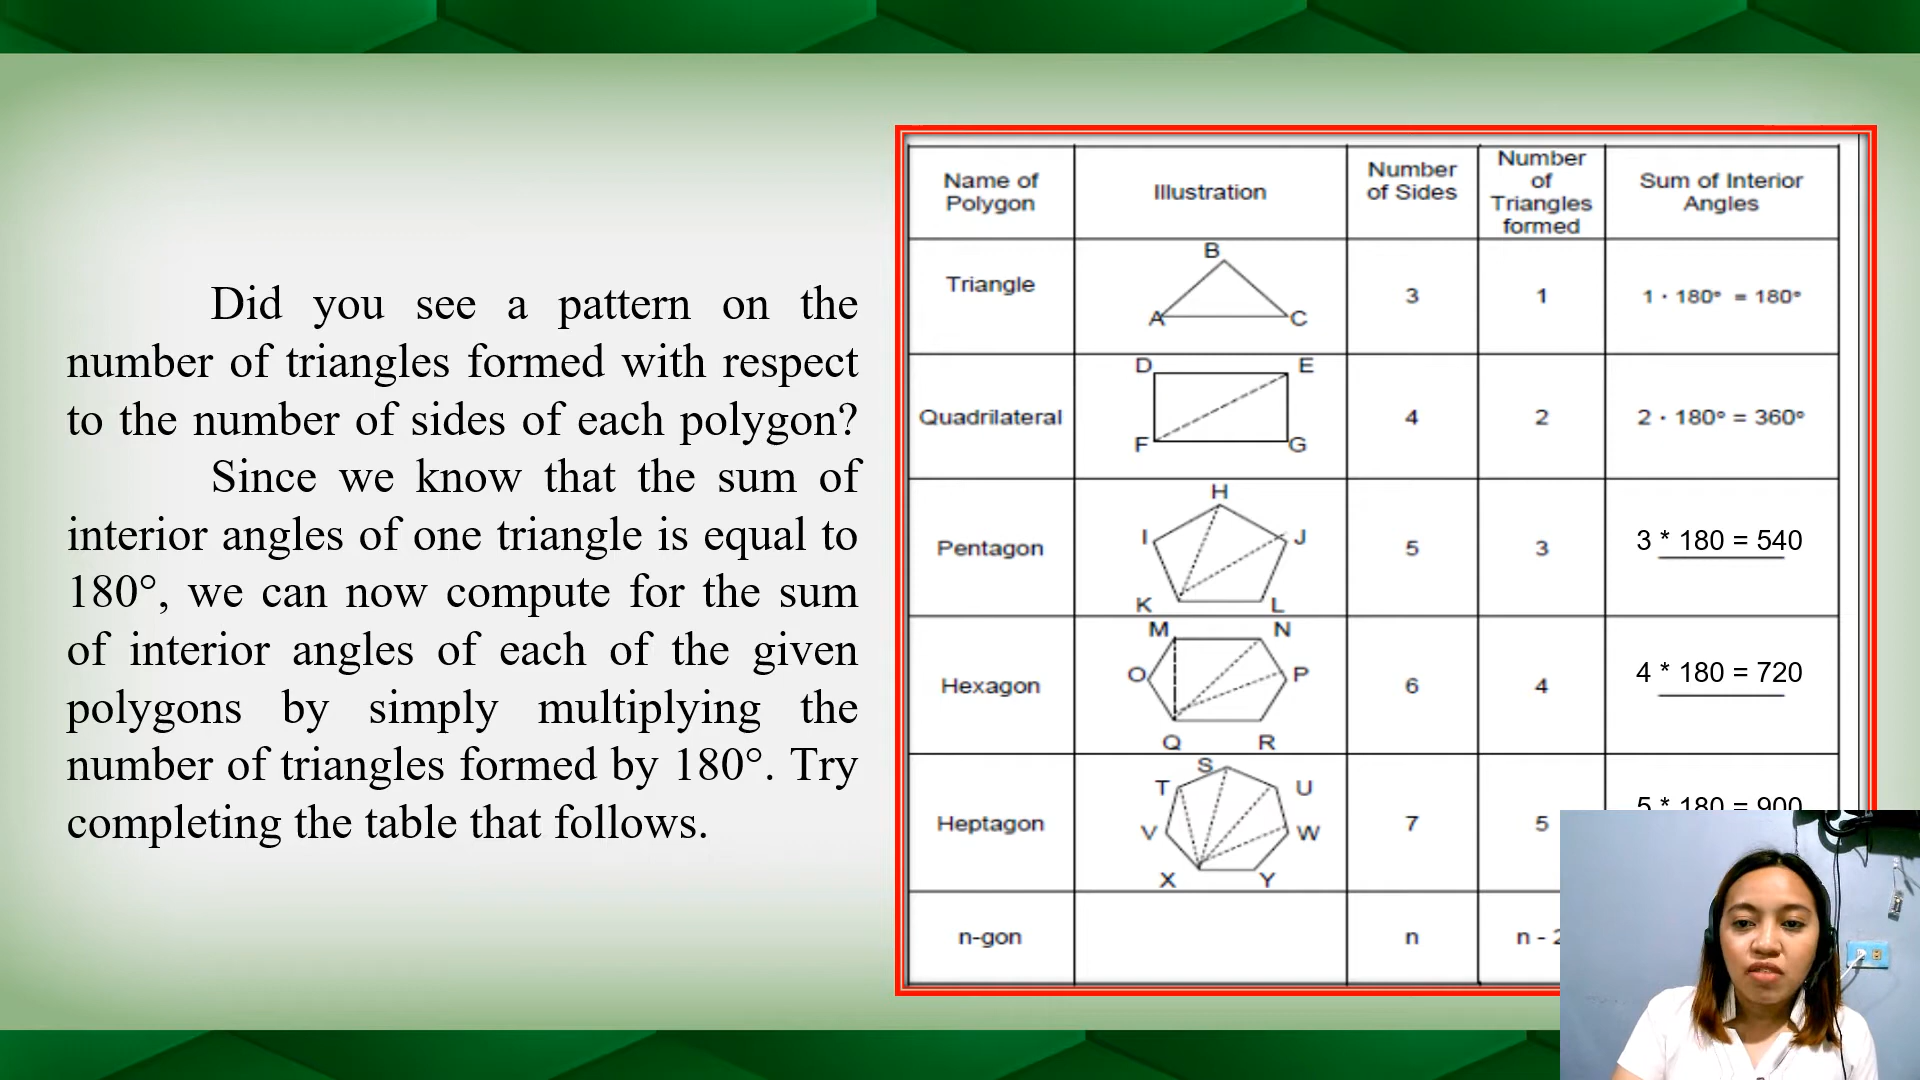 Did you see a pattern on the
number of triangles formed with respect
to the number of sides of each polygon?
Since we know that the sum of
interior angles of one triangle is equal to
180°, we can now compute for the sum
of interior angles of each of the given
polygons by simply multiplying the
number of triangles formed by 180°. Try
completing the table that follows.
Name of
Polygon
Illustration
Number
of Sides
Number
of
Triangles
formed
Sum of Interior
Angles
Triangle
B
A
C
3
1
1 · 180° = 180°
Quadrilateral
D
E
F
G
4
2
2 · 180° = 360°
Pentagon
H
I
J
K
L
5
3
3 * 180 = 540
Hexagon
M
N
O
P
Q
R
6
4
4 * 180 = 720
Heptagon
S
T
U
V
W
X
Y
7
5
5 * 180 = 900
n-gon
n
n - 2